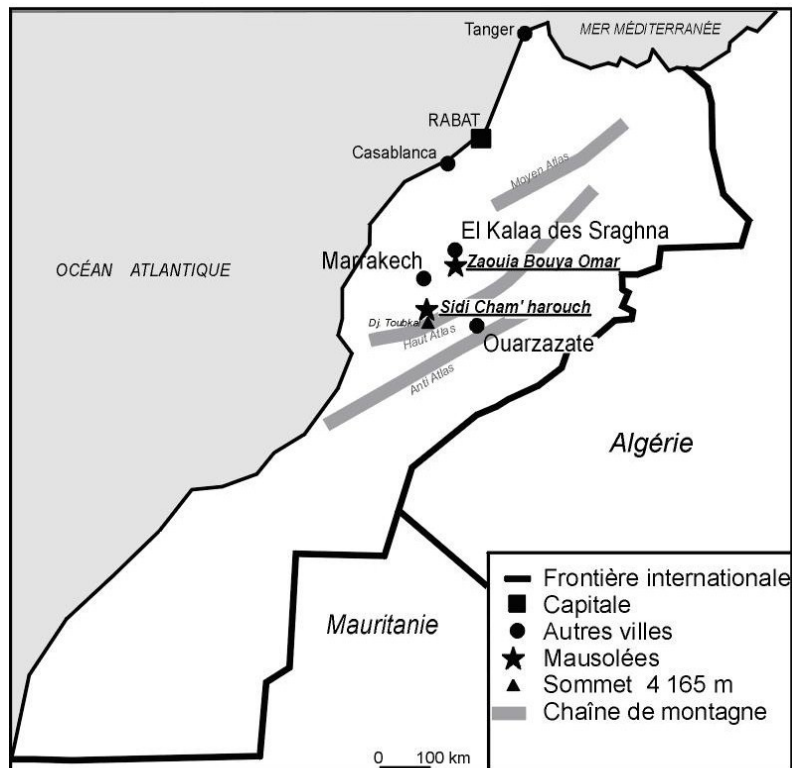 Tanger
MER MÉDITERRANÉE
RABAT
Casablanca
Moyen Atlas
El Kalaa des Sraghna
Zaouia Bouya Omar
OCÉAN ATLANTIQUE
Marrakech
Sidi Cham' harouch
Dj. Toubkal
Haut Atlas
Ouarzazate
Anti Atlas
Algérie
Mauritanie
Frontière internationale
Capitale
Autres villes
Mausolées
Sommet 4 165 m
Chaîne de montagne
0 100 km